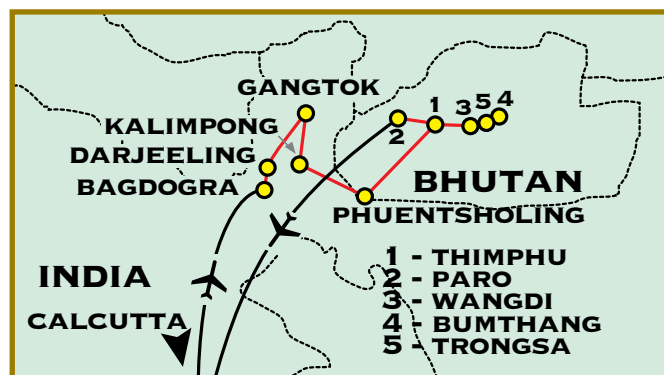 GANGTOK
1
3
5
4
2
KALIMPONG
DARJEELING
BAGDOGRA
BHUTAN
PHUENTSHOLING
INDIA
CALCUTTA
1 - THIMPHU
2 - PARO
3 - WANGDI
4 - BUMTHANG
5 - TRONGSA